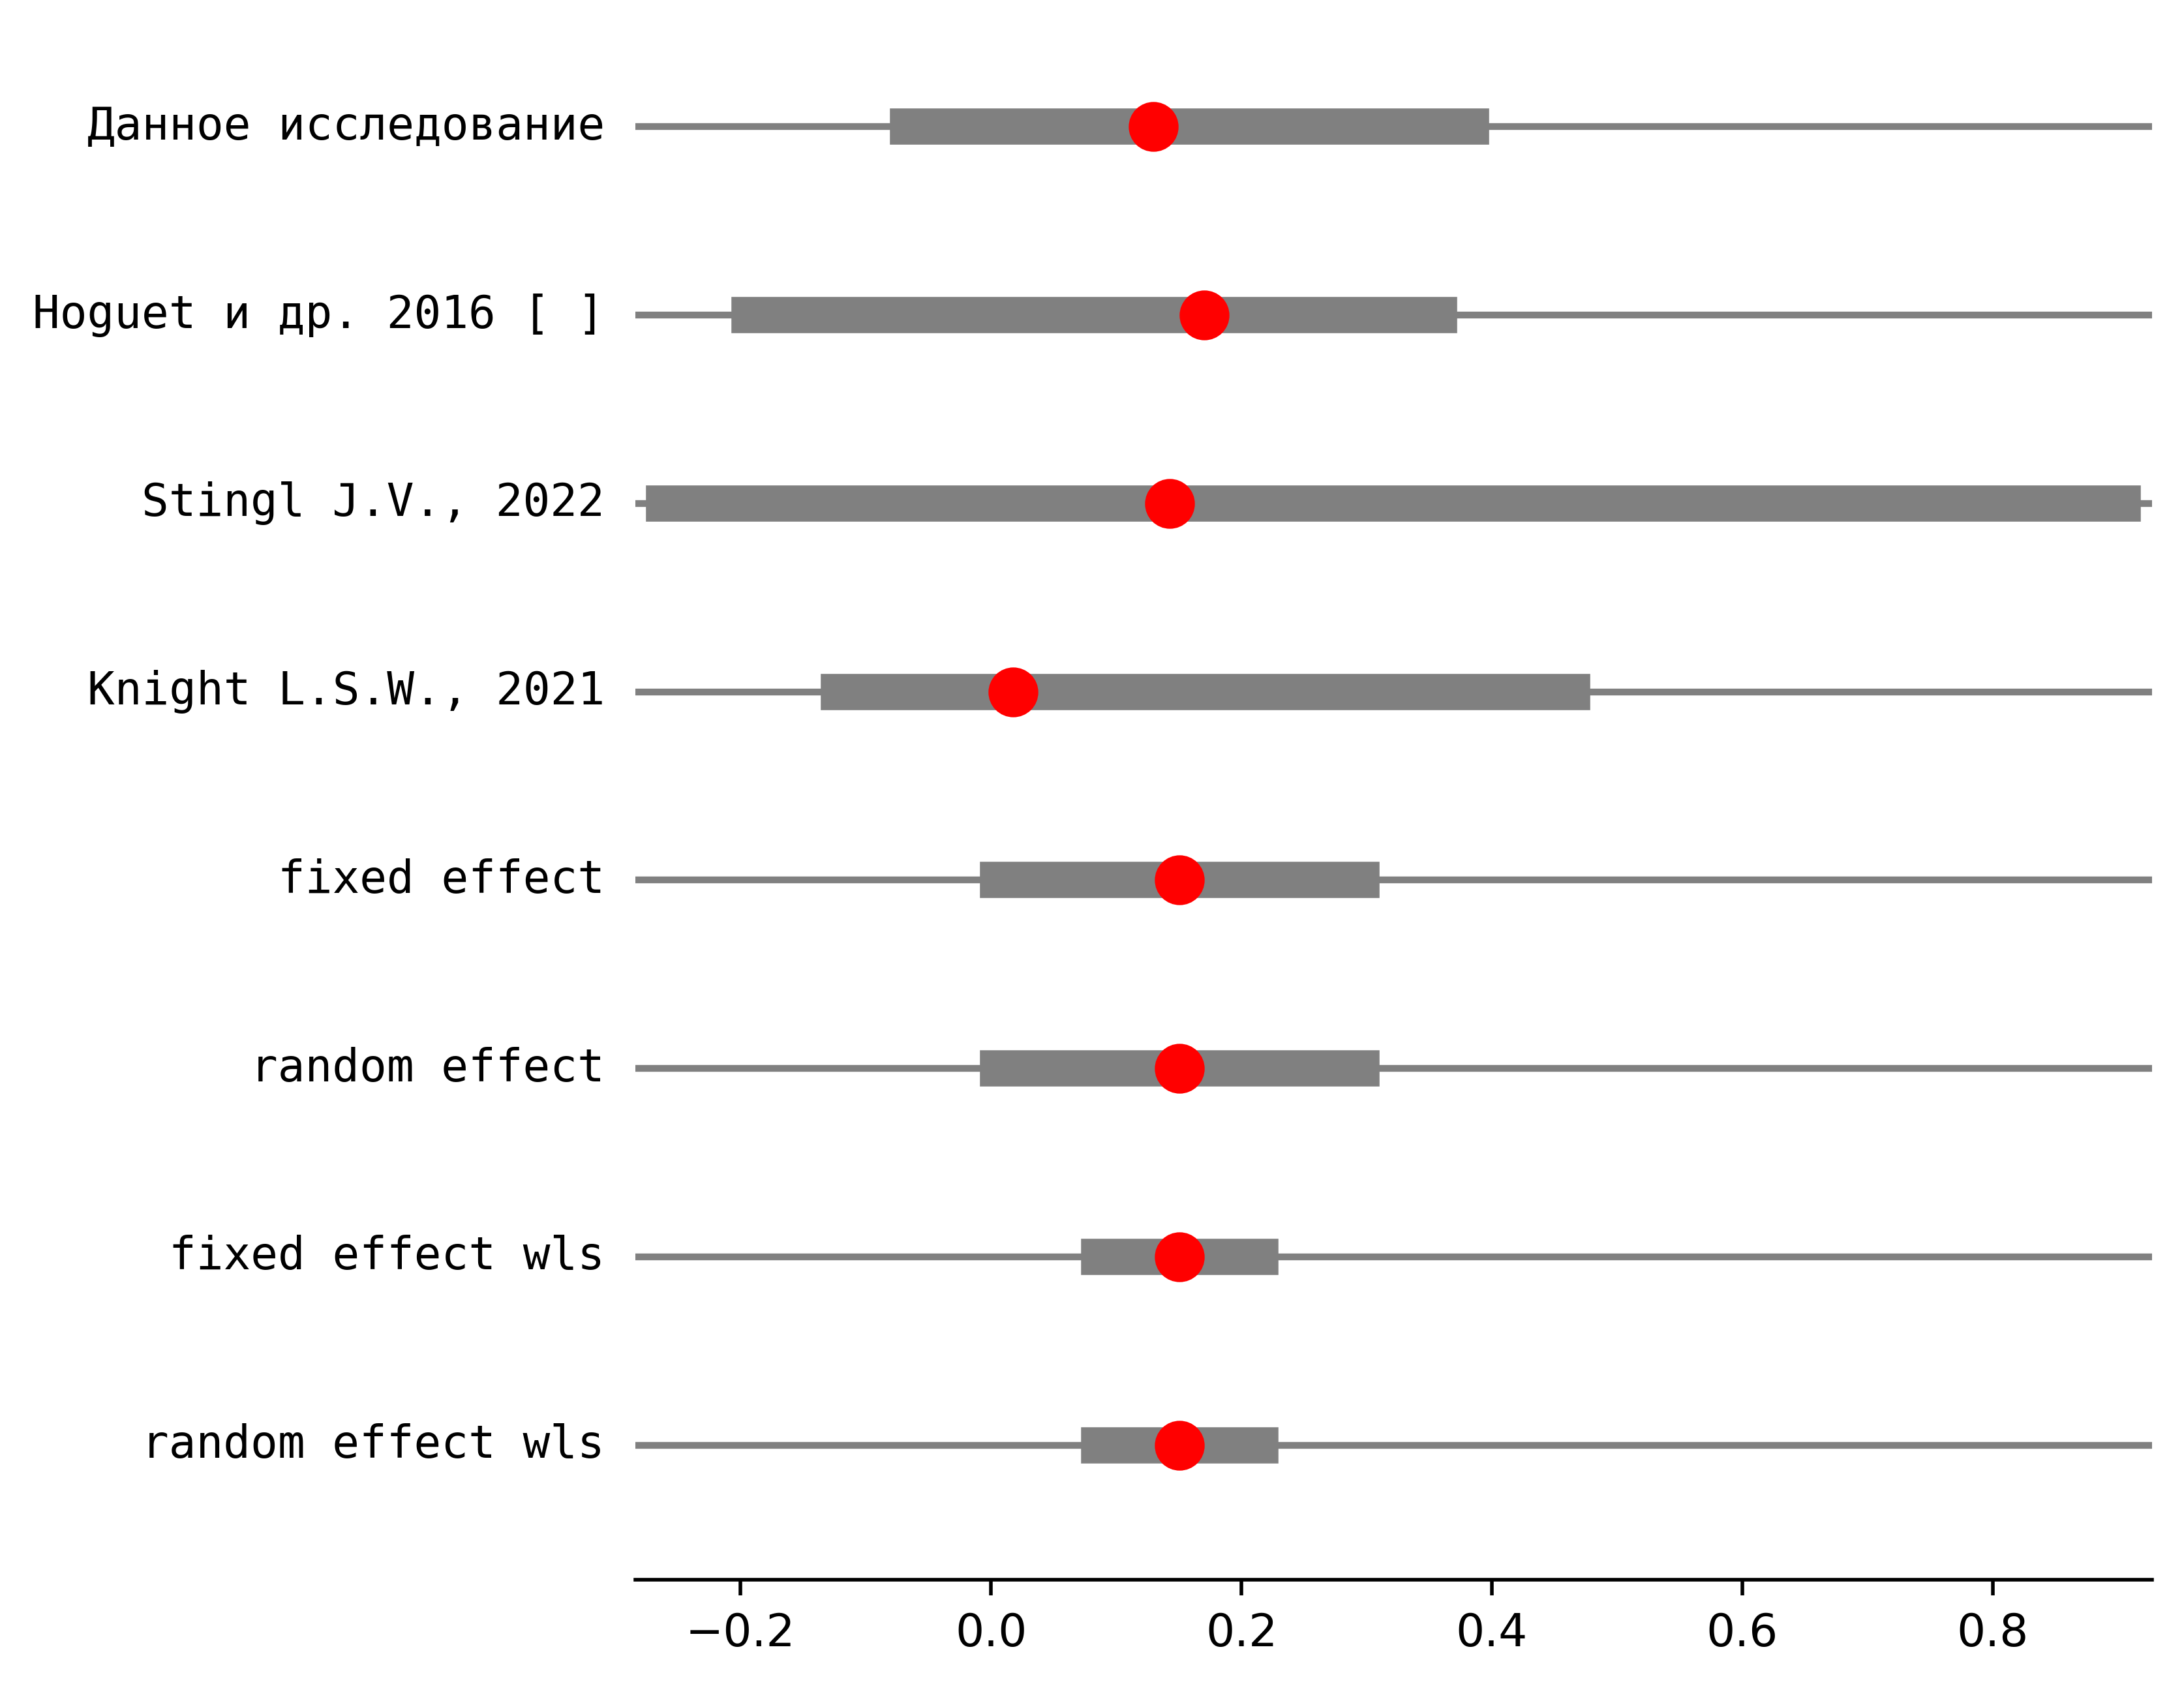 Данное исследование
Hoguet и др. 2016 [ ]
Stingl J.V., 2022
Knight L.S.W., 2021
fixed effect
random effect
fixed effect wls
random effect wls
−0.2 0.0 0.2 0.4 0.6 0.8